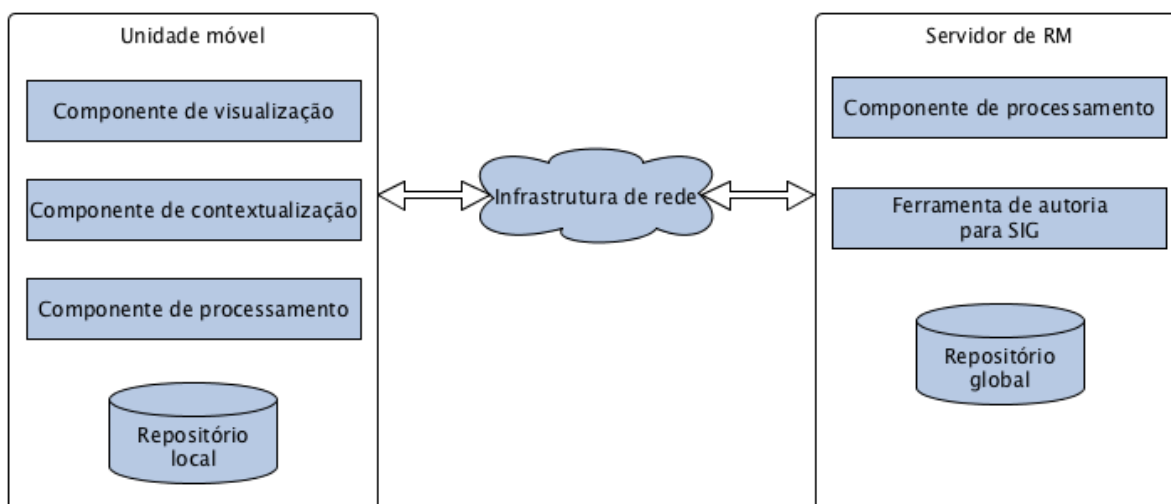 Unidade móvel
Componente de visualização
Componente de contextualização
Componente de processamento
Repositório
local
Infrastrutura de rede
Servidor de RM
Componente de processamento
Ferramenta de autoria
para SIG
Repositório
global